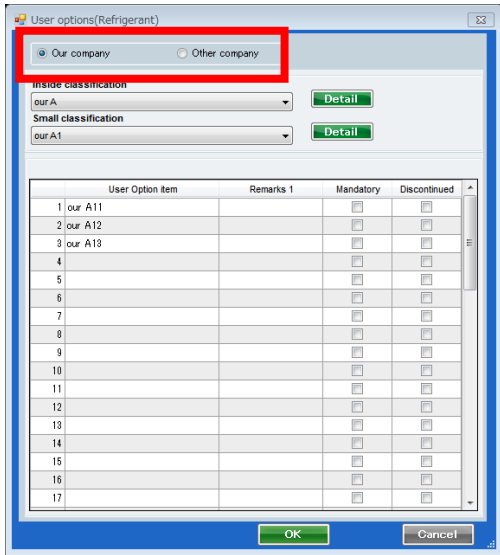 User options(Refrigerant)
Our company Other company
Inside classification
our A Detail
Small classification
our A1 Detail
User Option item Remarks 1 Mandatory Discontinued
1 our A11
2 our A12
3 our A13
4
5
6
7
8
9
10
11
12
13
14
15
16
17
OK Cancel